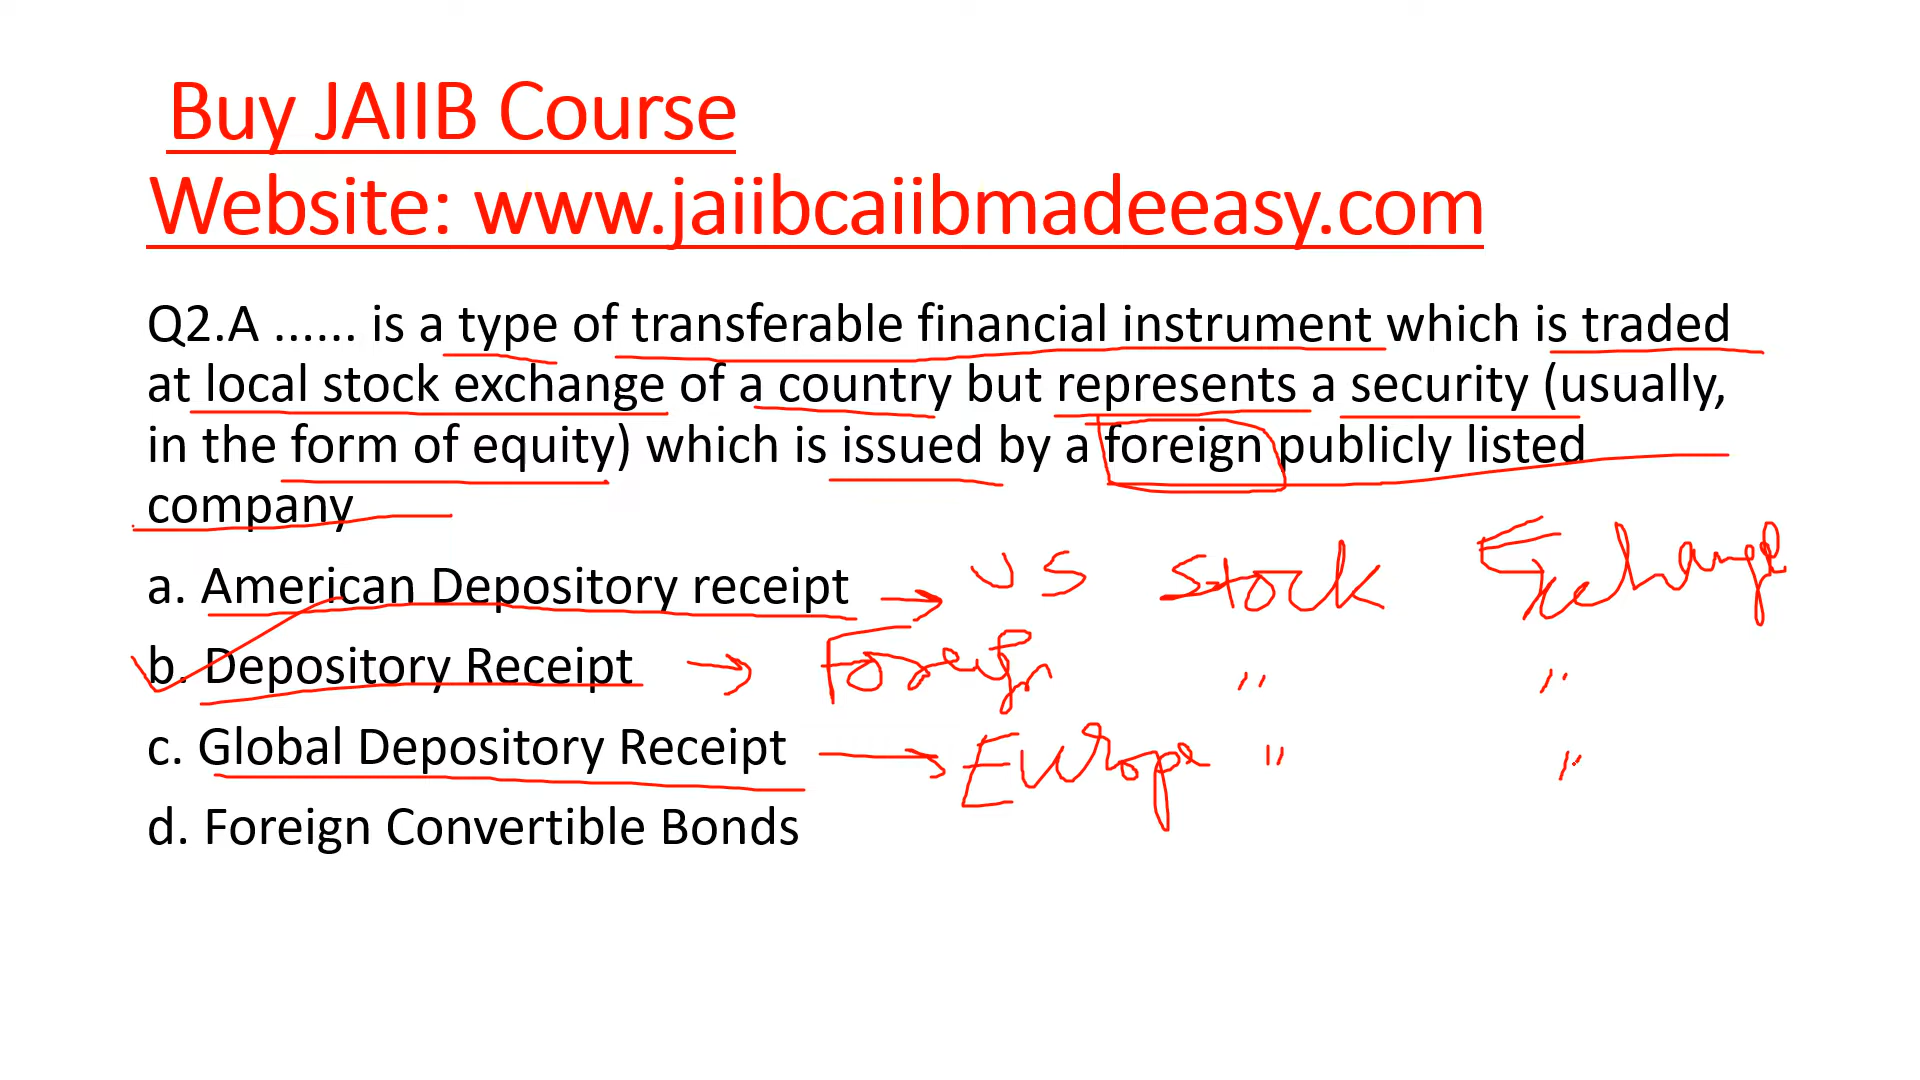 Buy JAIIB Course
Website: www.jaiibcaiibmadeeasy.com
Q2.A ...... is a type of transferable financial instrument which is traded
at local stock exchange of a country but represents a security (usually,
in the form of equity) which is issued by a foreign publicly listed
company
a. American Depository receipt → US Stock Exchange
b. Depository Receipt → Foreign " "
c. Global Depository Receipt → Europe " "
d. Foreign Convertible Bonds